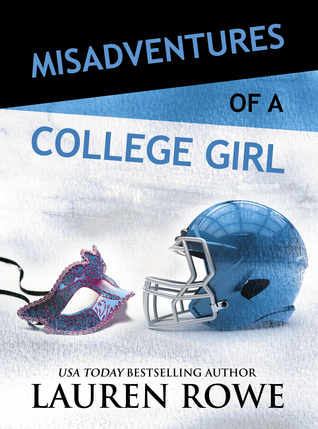 MISADVENTURES
OF A
COLLEGE GIRL
USA TODAY BESTSELLING AUTHOR
LAUREN ROWE